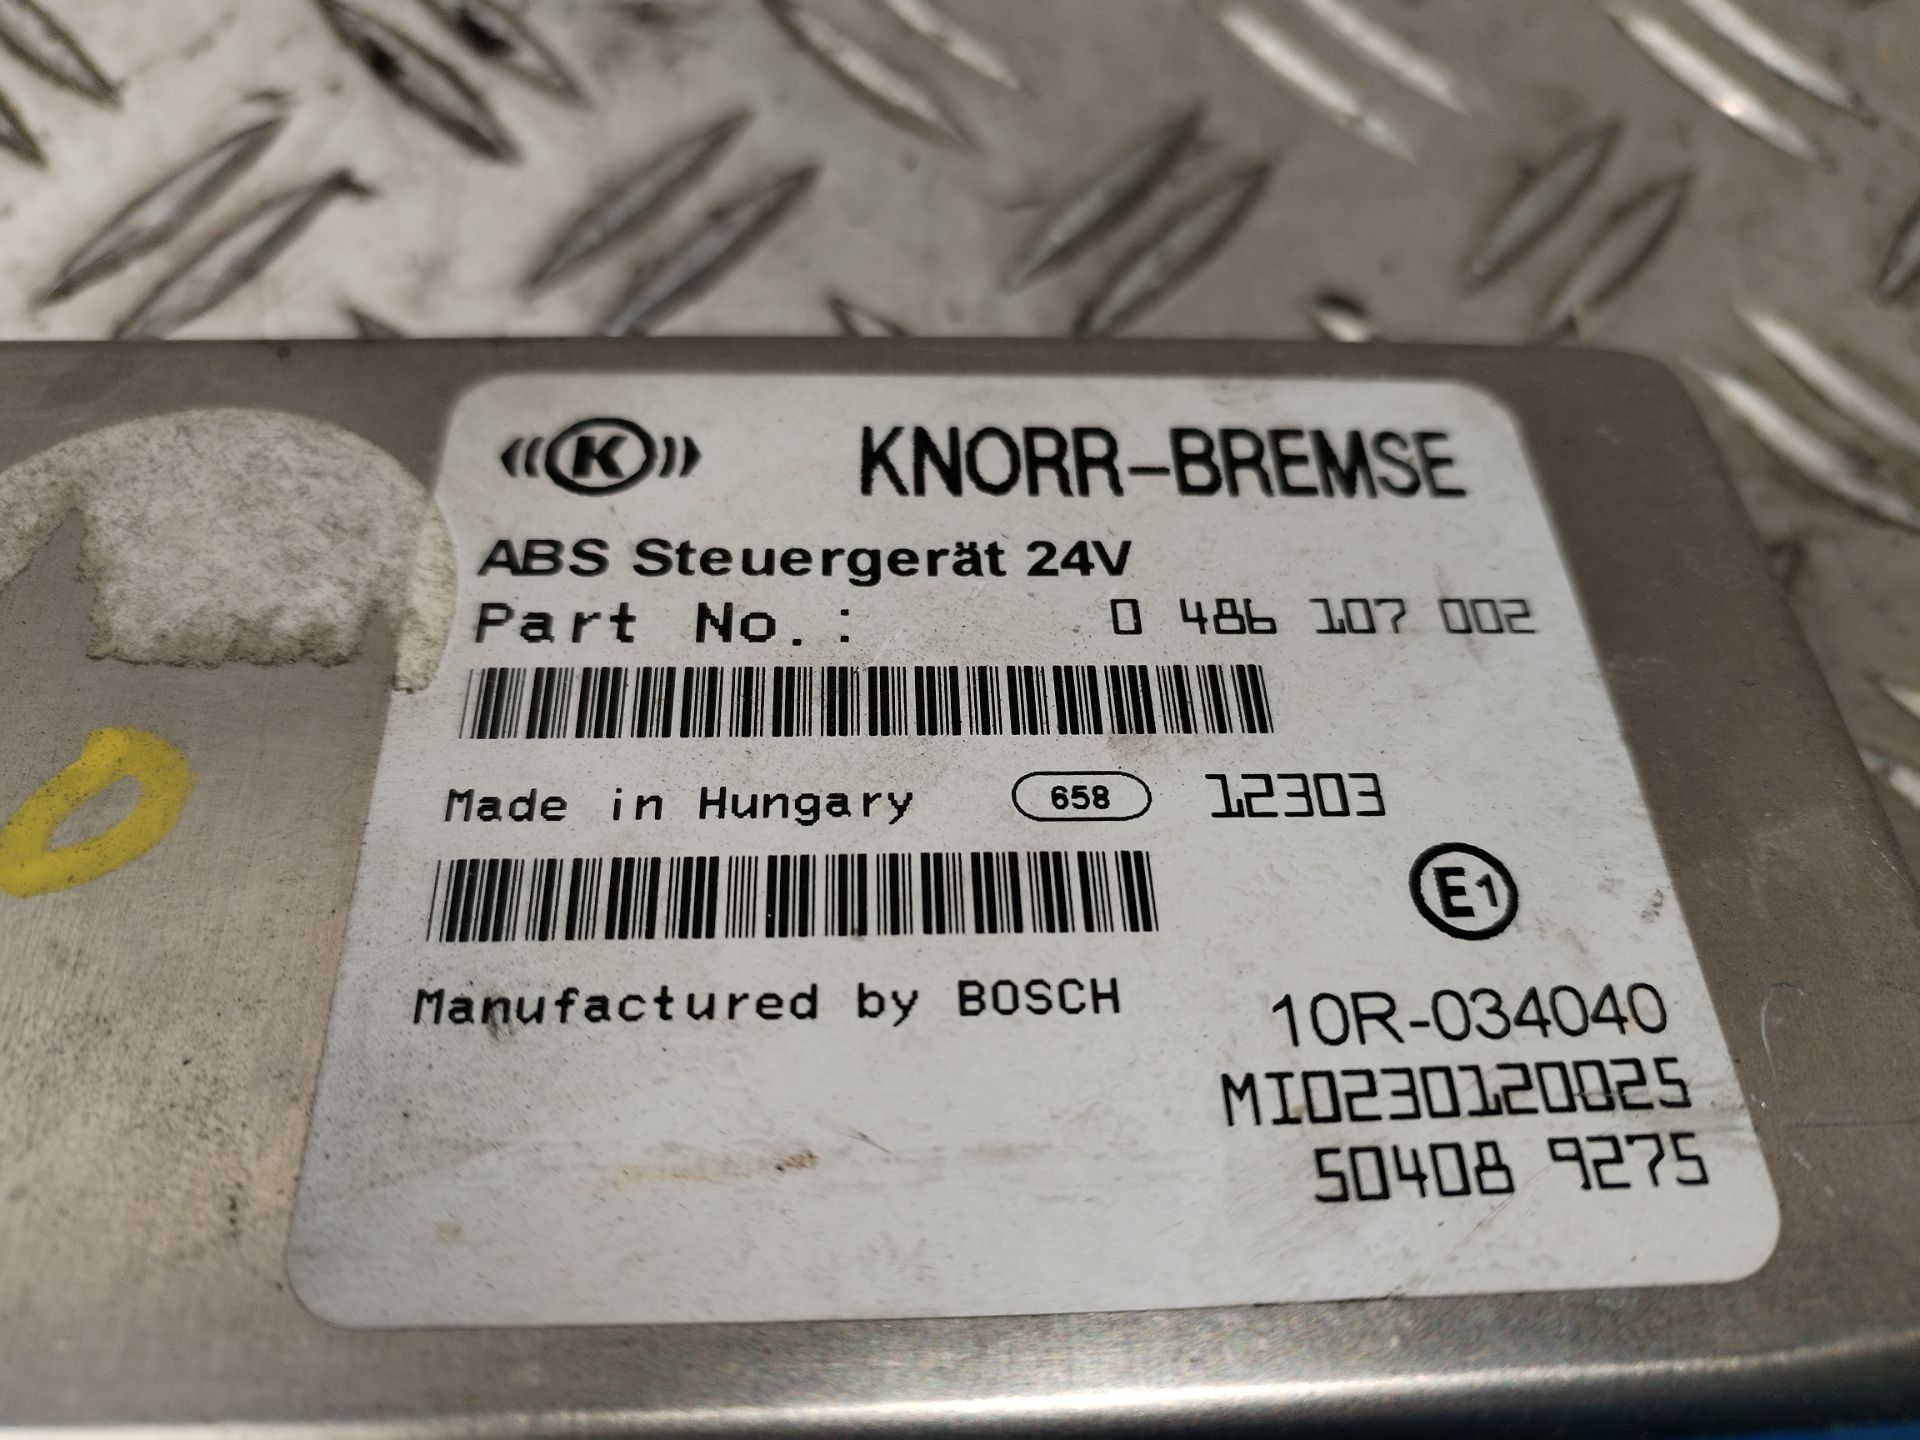 K KNORR-BREMSE
ABS Steuergerät 24V
Part No.: 0 486 107 002
Made in Hungary 658 12303
E1
Manufactured by BOSCH 10R-034040
MI0230120025
50408 9275